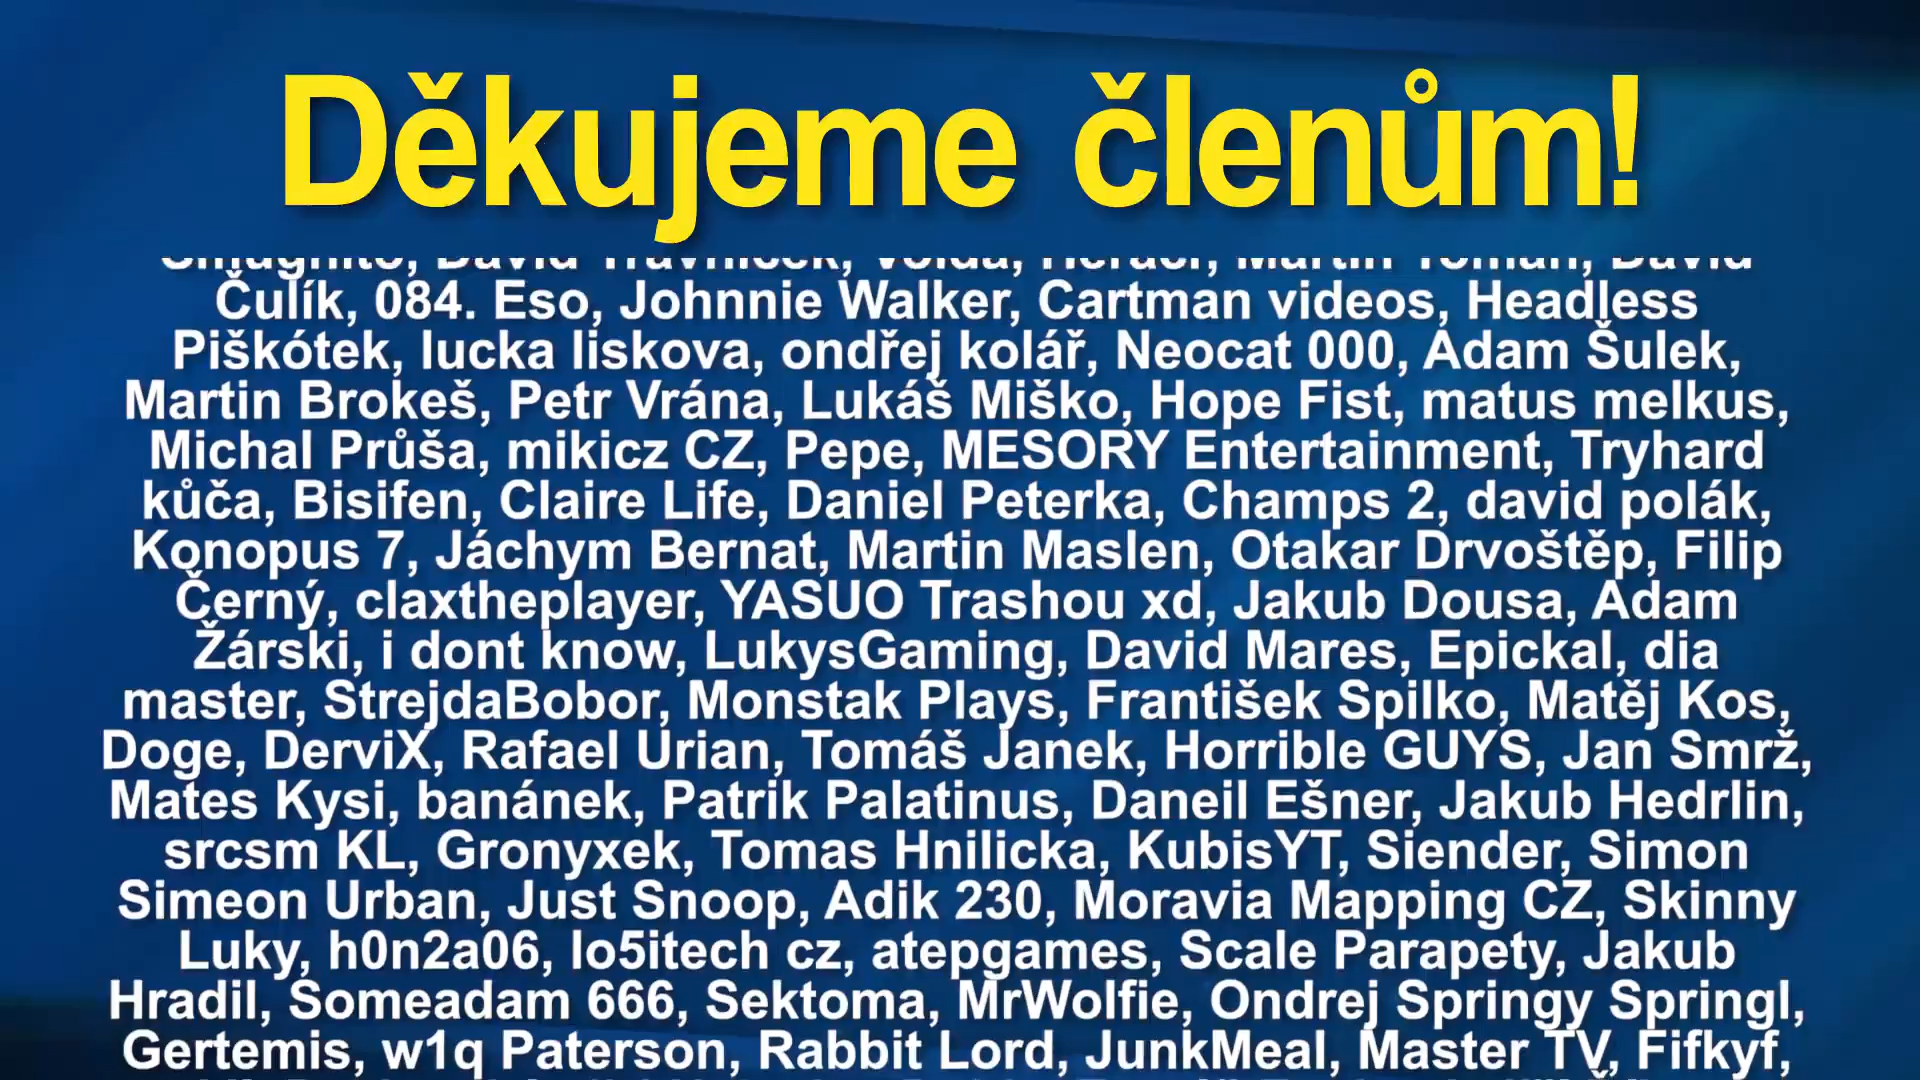 Děkujeme členům!
David Trávníček, Volda, Heracl, Martin Toman, David
Čulík, 084. Eso, Johnnie Walker, Cartman videos, Headless
Piškótek, lucka liskova, ondřej kolář, Neocat 000, Adam Šulek,
Martin Brokeš, Petr Vrána, Lukáš Miško, Hope Fist, matus melkus,
Michal Průša, mikicz CZ, Pepe, MESORY Entertainment, Tryhard
kůča, Bisifen, Claire Life, Daniel Peterka, Champs 2, david polák,
Konopus 7, Jáchym Bernat, Martin Maslen, Otakar Drvoštěp, Filip
Černý, claxtheplayer, YASUO Trashou xd, Jakub Dousa, Adam
Žárski, i dont know, LukysGaming, David Mares, Epickal, dia
master, StrejdaBobor, Monstak Plays, František Spilko, Matěj Kos,
Doge, DerviX, Rafael Urian, Tomáš Janek, Horrible GUYS, Jan Smrž,
Mates Kysi, banánek, Patrik Palatinus, Daneil Ešner, Jakub Hedrlin,
srcsm KL, Gronyxek, Tomas Hnilicka, KubisYT, Siender, Simon
Simeon Urban, Just Snoop, Adik 230, Moravia Mapping CZ, Skinny
Luky, h0n2a06, lo5itech cz, atepgames, Scale Parapety, Jakub
Hradil, Someadam 666, Sektoma, MrWolfie, Ondrej Springy Springl,
Gertemis, w1q Paterson, Rabbit Lord, JunkMeal, Master TV, Fifkyf,